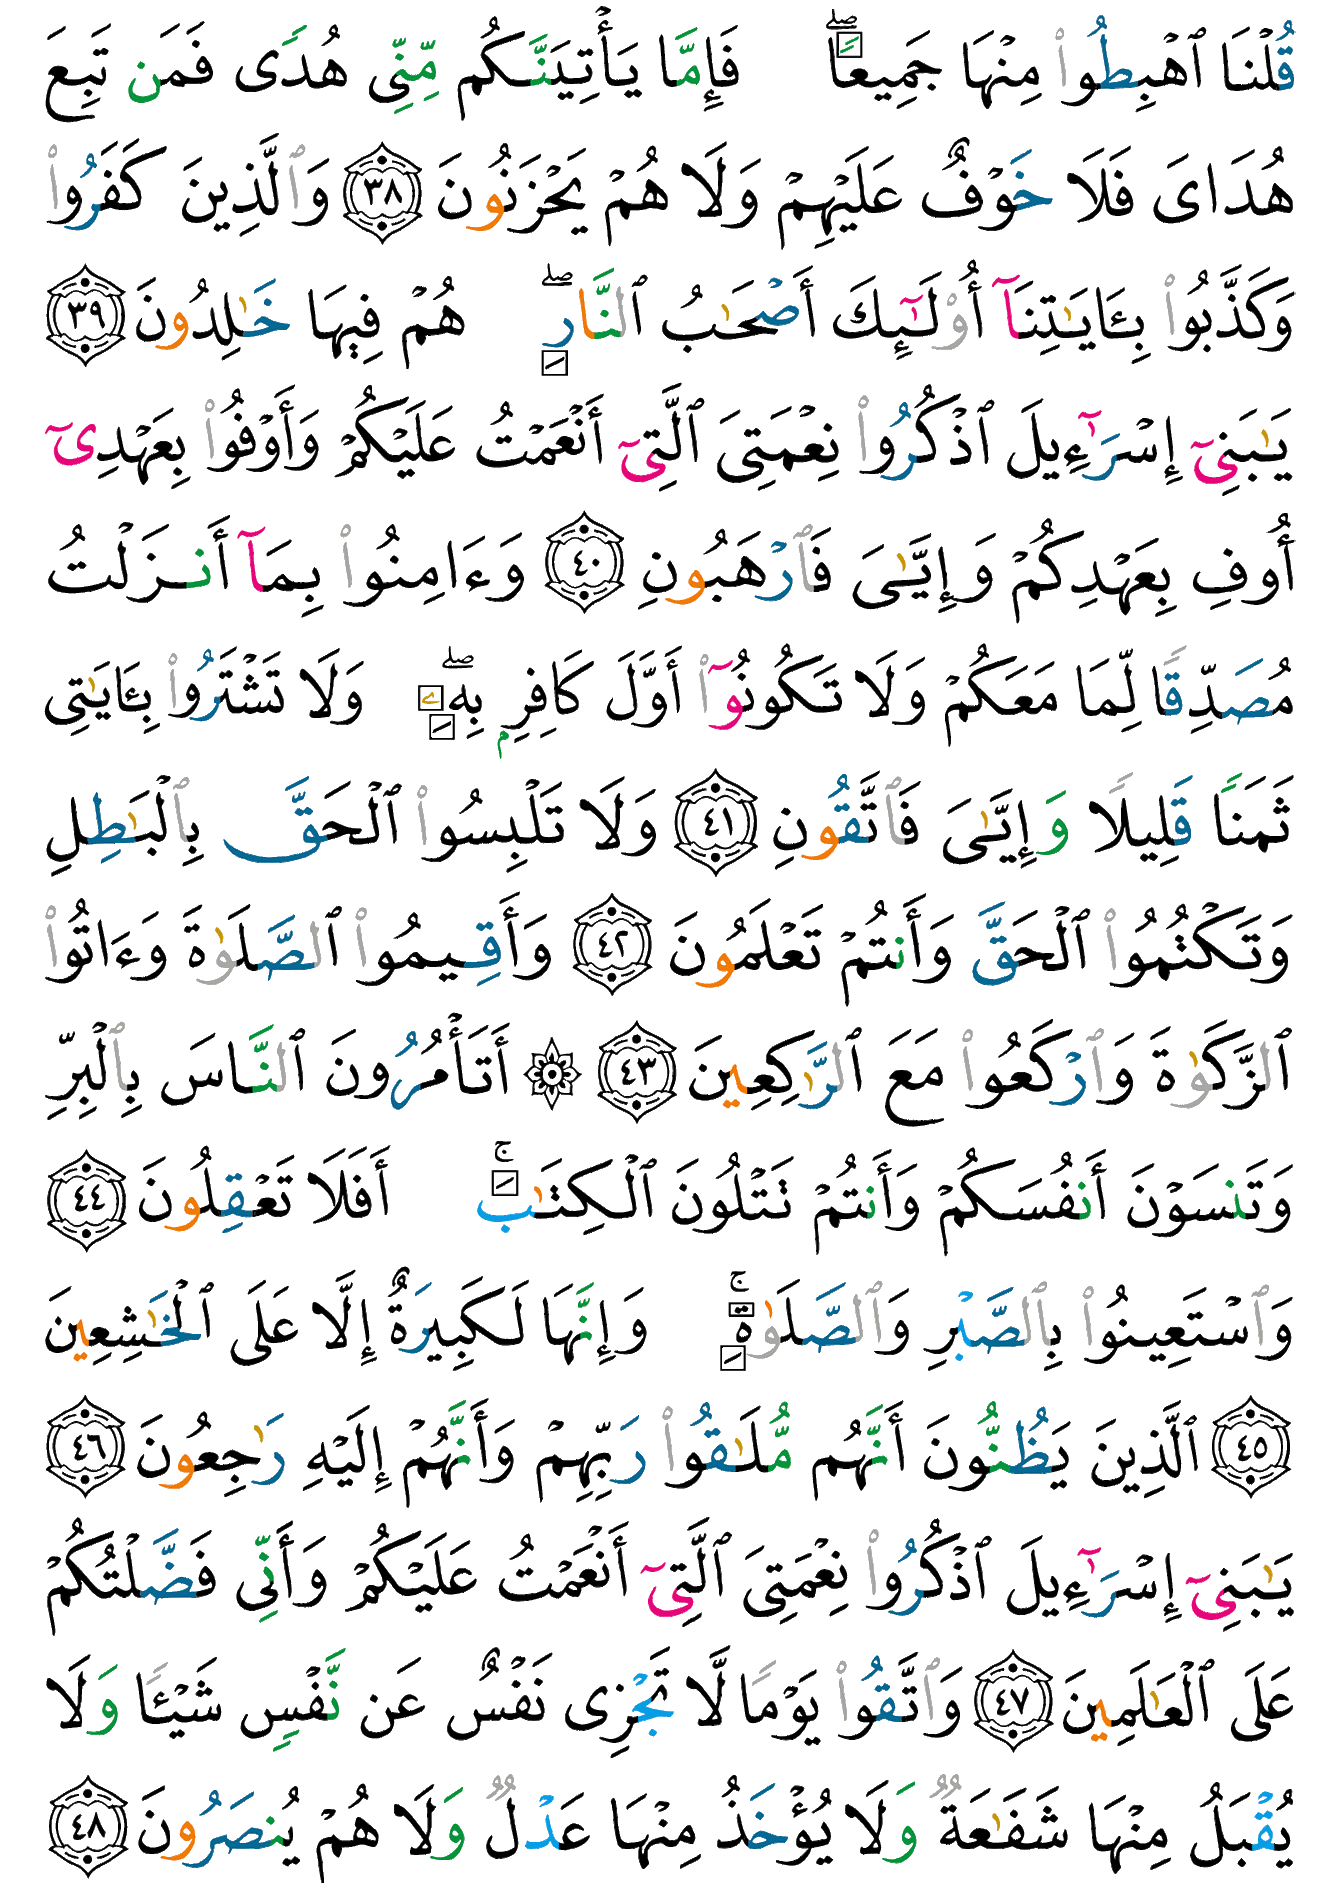 قُلْنَا ٱهْبِطُوا۟ مِنْهَا جَمِيعًا ۖ فَإِمَّا يَأْتِيَنَّكُم مِّنِّى هُدًى فَمَن تَبِعَ
هُدَاىَ فَلَا خَوْفٌ عَلَيْهِمْ وَلَا هُمْ يَحْزَنُونَ ٣٨ وَٱلَّذِينَ كَفَرُوا۟
وَكَذَّبُوا۟ بِـَٔايَـٰتِنَآ أُو۟لَـٰٓئِكَ أَصْحَـٰبُ ٱلنَّارِ ۖ هُمْ فِيهَا خَـٰلِدُونَ ٣٩
يَـٰبَنِىٓ إِسْرَٰٓءِيلَ ٱذْكُرُوا۟ نِعْمَتِىَ ٱلَّتِىٓ أَنْعَمْتُ عَلَيْكُمْ وَأَوْفُوا۟ بِعَهْدِىٓ
أُوفِ بِعَهْدِكُمْ وَإِيَّـٰىَ فَٱرْهَبُونِ ٤٠ وَءَامِنُوا۟ بِمَآ أَنزَلْتُ
مُصَدِّقًا لِّمَا مَعَكُمْ وَلَا تَكُونُوٓا۟ أَوَّلَ كَافِرٍۭ بِهِۦ ۖ وَلَا تَشْتَرُوا۟ بِـَٔايَـٰتِى
ثَمَنًا قَلِيلًا وَإِيَّـٰىَ فَٱتَّقُونِ ٤١ وَلَا تَلْبِسُوا۟ ٱلْحَقَّ بِٱلْبَـٰطِلِ
وَتَكْتُمُوا۟ ٱلْحَقَّ وَأَنتُمْ تَعْلَمُونَ ٤٢ وَأَقِيمُوا۟ ٱلصَّلَوٰةَ وَءَاتُوا۟
ٱلزَّكَوٰةَ وَٱرْكَعُوا۟ مَعَ ٱلرَّٰكِعِينَ ٤٣ ۞ أَتَأْمُرُونَ ٱلنَّاسَ بِٱلْبِرِّ
وَتَنسَوْنَ أَنفُسَكُمْ وَأَنتُمْ تَتْلُونَ ٱلْكِتَـٰبَ ۚ أَفَلَا تَعْقِلُونَ ٤٤
وَٱسْتَعِينُوا۟ بِٱلصَّبْرِ وَٱلصَّلَوٰةِ ۚ وَإِنَّهَا لَكَبِيرَةٌ إِلَّا عَلَى ٱلْخَـٰشِعِينَ
٤٥ ٱلَّذِينَ يَظُنُّونَ أَنَّهُم مُّلَـٰقُوا۟ رَبِّهِمْ وَأَنَّهُمْ إِلَيْهِ رَٰجِعُونَ ٤٦
يَـٰبَنِىٓ إِسْرَٰٓءِيلَ ٱذْكُرُوا۟ نِعْمَتِىَ ٱلَّتِىٓ أَنْعَمْتُ عَلَيْكُمْ وَأَنِّى فَضَّلْتُكُمْ
عَلَى ٱلْعَـٰلَمِينَ ٤٧ وَٱتَّقُوا۟ يَوْمًا لَّا تَجْزِى نَفْسٌ عَن نَّفْسٍ شَيْـًٔا وَلَا
يُقْبَلُ مِنْهَا شَفَـٰعَةٌ وَلَا يُؤْخَذُ مِنْهَا عَدْلٌ وَلَا هُمْ يُنصَرُونَ ٤٨